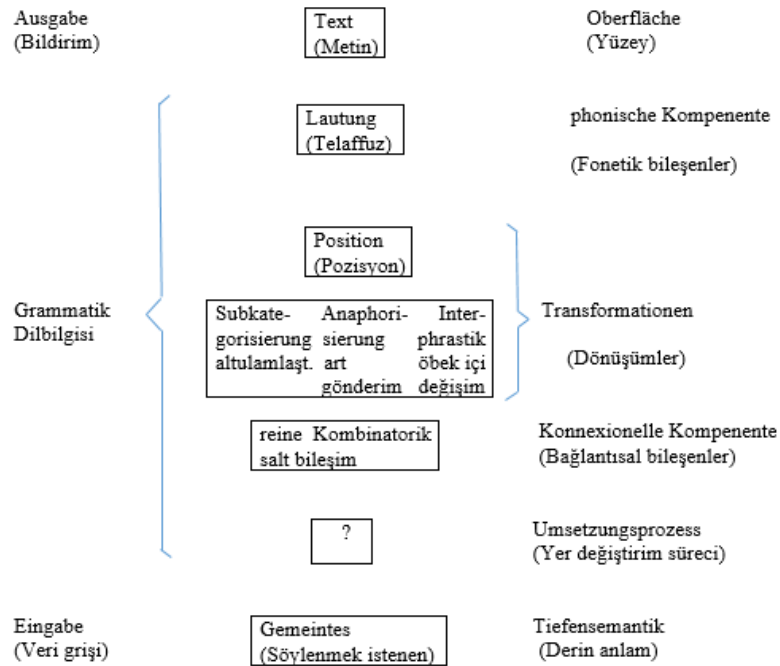 Ausgabe Text Oberfläche
(Bildirim) (Metin) (Yüzey)
Lautung phonische Kompenente
(Telaffuz)
(Fonetik bileşenler)
Position
(Pozisyon)
Grammatik Subkate- Anaphori- Inter- Transformationen
Dilbilgisi gorisierung sierung phrastik
altulamlaşt. art öbek içi (Dönüşümler)
gönderim değişim
reine Kombinatorik Konnexionelle Kompenente
salt bileşim (Bağlantısal bileşenler)
? Umsetzungsprozess
(Yer değiştirim süreci)
Eingabe Gemeintes Tiefensemantik
(Veri grişi) (Söylenmek istenen) (Derin anlam)